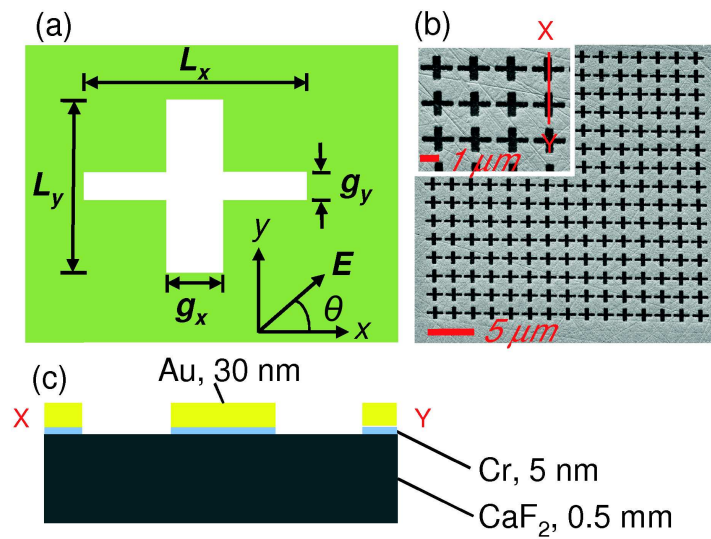 (a)
Lx
Ly
gy
gx
y
E
θ
x
(b)
X
Y
1 μm
5 μm
(c)
Au, 30 nm
X
Y
Cr, 5 nm
CaF2, 0.5 mm